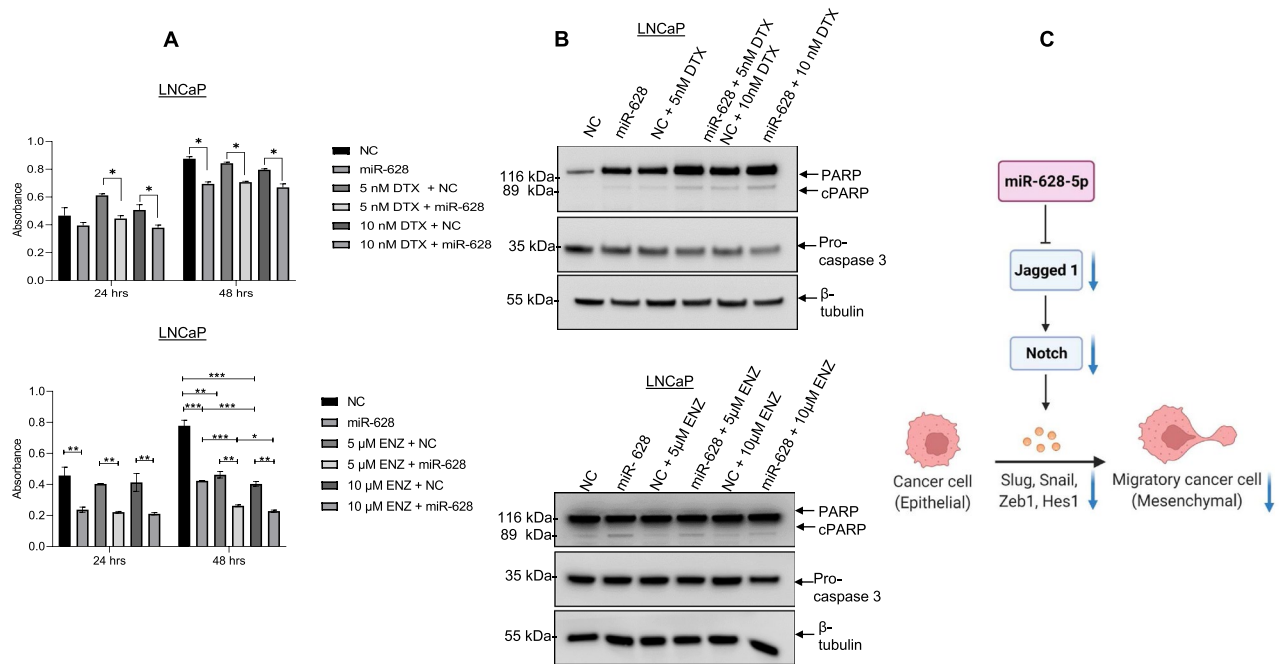 A
LNCaP
Absorbance
1.0
0.8
0.6
0.4
0.2
0.0
24 hrs
48 hrs
*
*
*
*
*
NC
miR-628
5 nM DTX + NC
5 nM DTX + miR-628
10 nM DTX + NC
10 nM DTX + miR-628
LNCaP
Absorbance
1.0
0.8
0.6
0.4
0.2
0.0
24 hrs
48 hrs
**
**
**
***
**
***
***
***
*
**
**
NC
miR-628
5 µM ENZ + NC
5 µM ENZ + miR-628
10 µM ENZ + NC
10 µM ENZ + miR-628
B
LNCaP
NC
miR-628
NC + 5nM DTX
miR-628 + 5nM DTX
NC + 10nM DTX
miR-628 + 10 nM DTX
116 kDa
89 kDa
PARP
cPARP
35 kDa
Pro-
caspase 3
55 kDa
β-
tubulin
LNCaP
NC
miR- 628
NC + 5µM ENZ
miR-628 + 5µM ENZ
NC + 10µM ENZ
miR-628 + 10µM ENZ
116 kDa
89 kDa
PARP
cPARP
35 kDa
Pro-
caspase 3
55 kDa
β-
tubulin
C
miR-628-5p
Jagged 1
Notch
Cancer cell
(Epithelial)
Slug, Snail,
Zeb1, Hes1
Migratory cancer cell
(Mesenchymal)